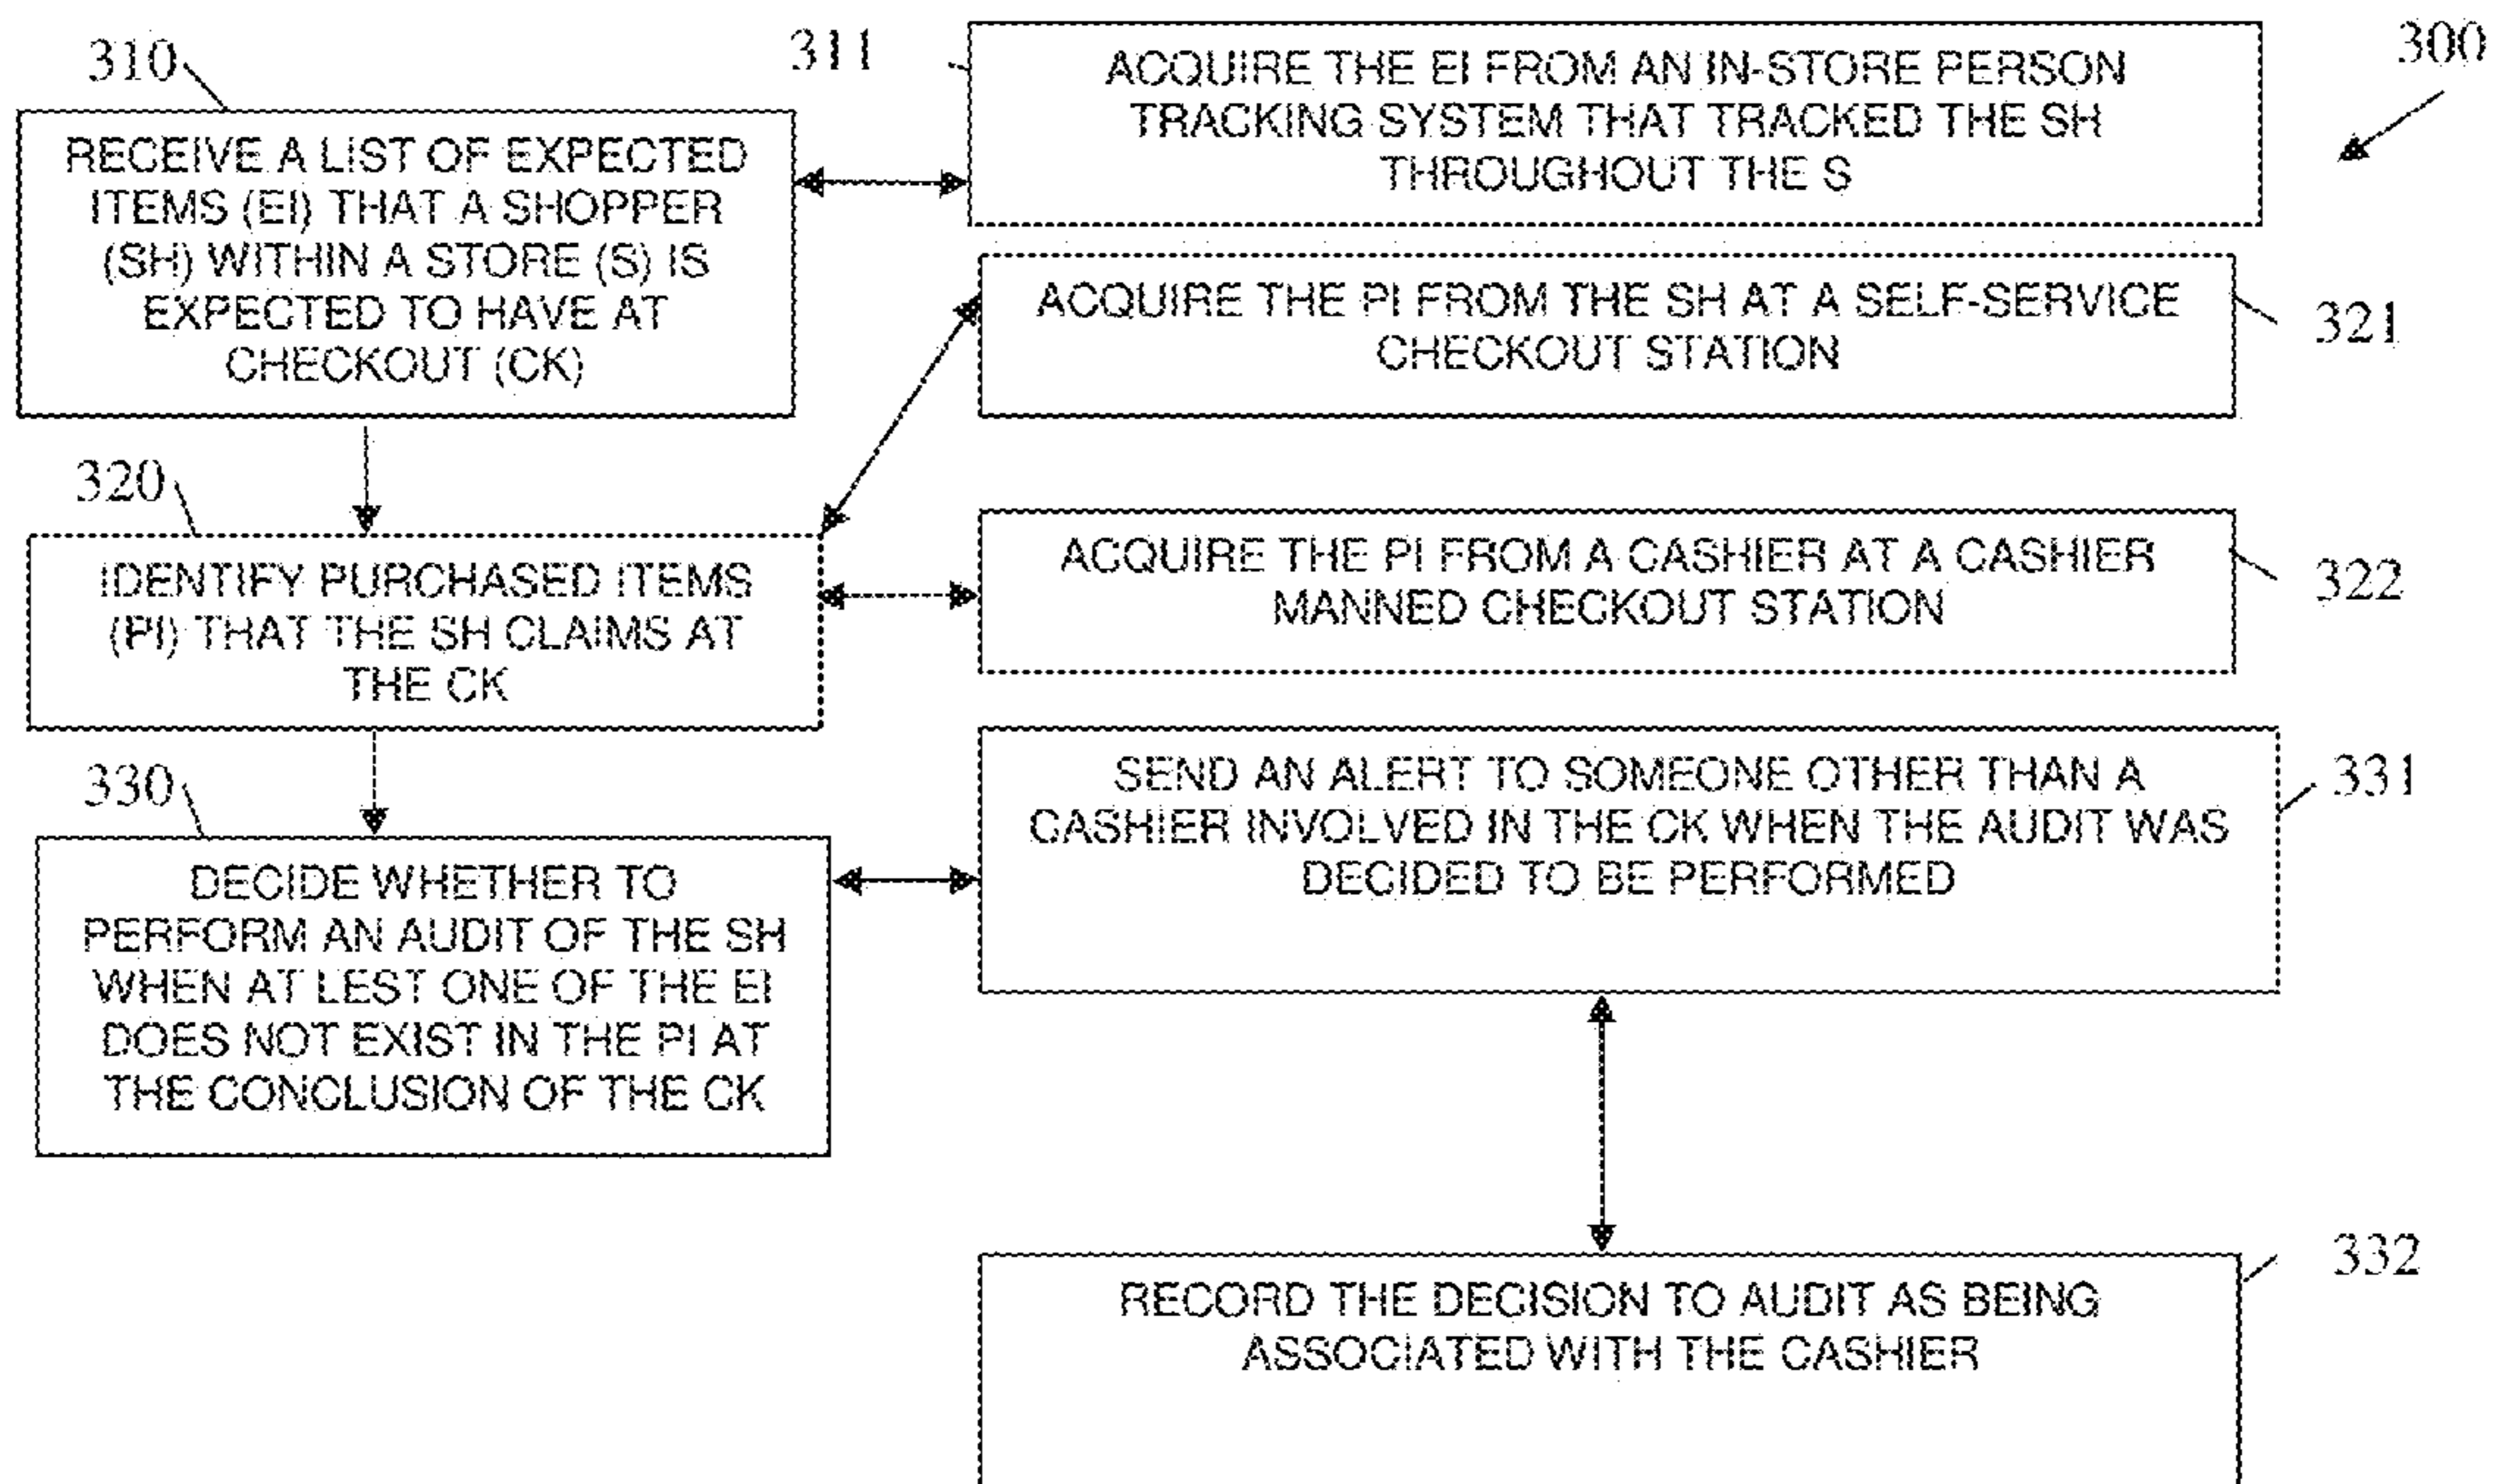 300
310
RECEIVE A LIST OF EXPECTED
ITEMS (EI) THAT A SHOPPER
(SH) WITHIN A STORE (S) IS
EXPECTED TO HAVE AT
CHECKOUT (CK)
311
ACQUIRE THE EI FROM AN IN-STORE PERSON
TRACKING SYSTEM THAT TRACKED THE SH
THROUGHOUT THE S
320
IDENTIFY PURCHASED ITEMS
(PI) THAT THE SH CLAIMS AT
THE CK
321
ACQUIRE THE PI FROM THE SH AT A SELF-SERVICE
CHECKOUT STATION
322
ACQUIRE THE PI FROM A CASHIER AT A CASHIER
MANNED CHECKOUT STATION
330
DECIDE WHETHER TO
PERFORM AN AUDIT OF THE SH
WHEN AT LEST ONE OF THE EI
DOES NOT EXIST IN THE PI AT
THE CONCLUSION OF THE CK
331
SEND AN ALERT TO SOMEONE OTHER THAN A
CASHIER INVOLVED IN THE CK WHEN THE AUDIT WAS
DECIDED TO BE PERFORMED
332
RECORD THE DECISION TO AUDIT AS BEING
ASSOCIATED WITH THE CASHIER